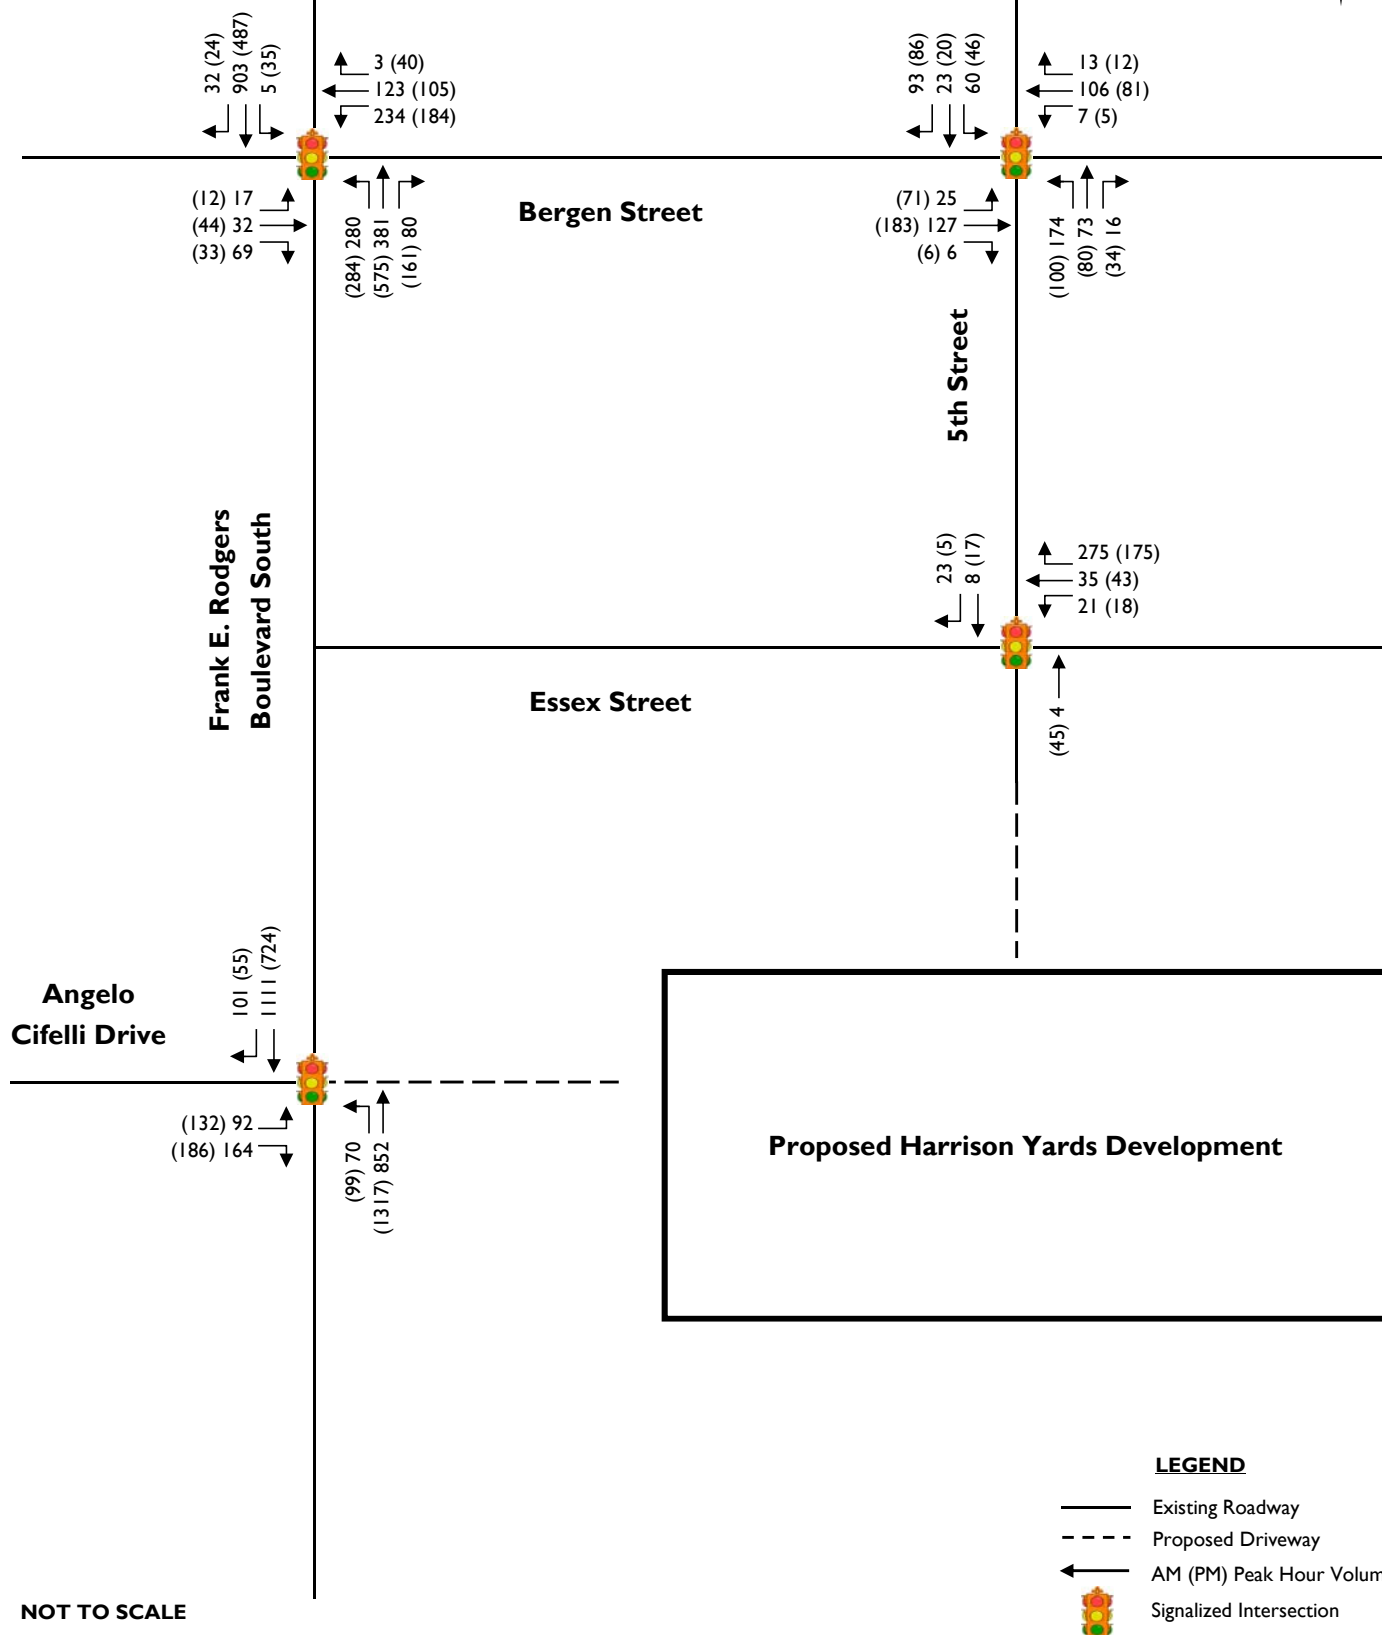 32 (24)
903 (487)
5 (35)
3 (40)
123 (105)
234 (184)
93 (86)
23 (20)
60 (46)
13 (12)
106 (81)
7 (5)
(12) 17
(44) 32
(33) 69
(284) 280
(575) 381
(161) 80
Bergen Street
(71) 25
(183) 127
(6) 6
(100) 174
(80) 73
(34) 16
5th Street
Frank E. Rodgers
Boulevard South
23 (5)
8 (17)
275 (175)
35 (43)
21 (18)
Essex Street
(45) 4
Angelo
Cifelli Drive
101 (55)
1111 (724)
(132) 92
(186) 164
(99) 70
(1317) 852
Proposed Harrison Yards Development
LEGEND
Existing Roadway
Proposed Driveway
AM (PM) Peak Hour Volum
Signalized Intersection
NOT TO SCALE